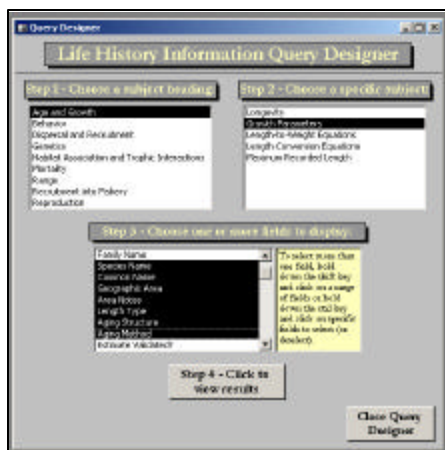 Query Designer
Life History Information Query Designer
Step 1 - Choose a subject heading:
Step 2 - Choose a specific subject:
Age and Growth
Behavior
Dispersal and Recruitment
Genetics
Habitat Association and Trophic Interactions
Mortality
Range
Recruitment into Fishery
Reproduction
Longevity
Growth Parameters
Length-to-Weight Equations
Length Conversion Equations
Maximum Recorded Length
Step 3 - Choose one or more fields to display:
Family Name
Species Name
Common Name
Geographic Area
Area Notes
Length Type
Aging Structure
Aging Method
Estimate Validated?
To select more than
one field, hold
down the shift key
and click on a range
of fields or hold
down the ctrl key
and click on specific
fields to select (or
deselect).
Step 4 - Click to
view results
Close Query
Designer